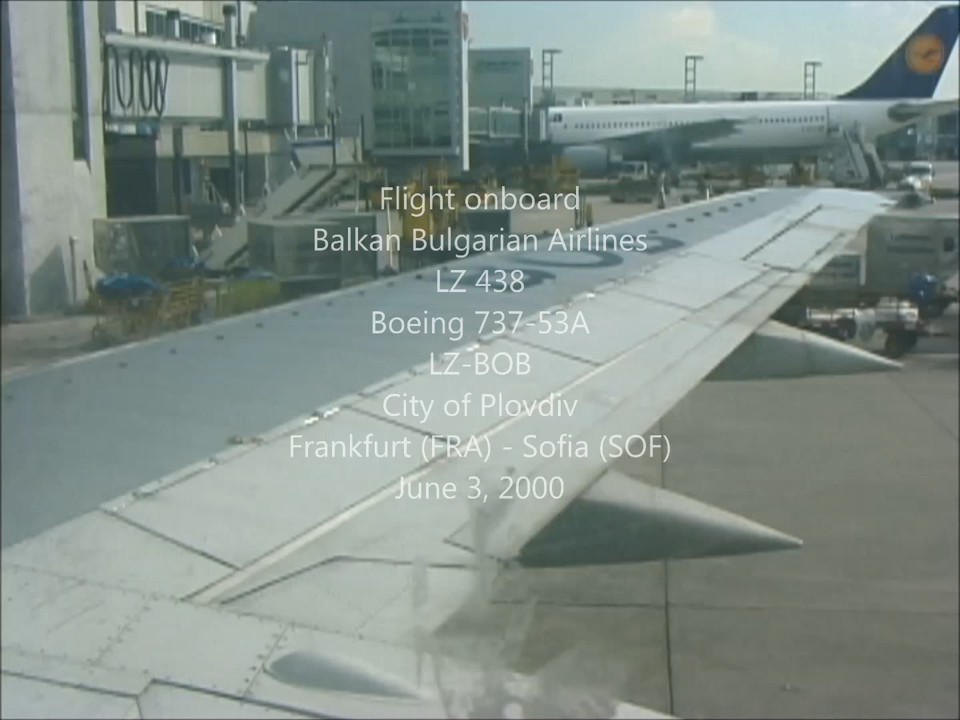 Flight onboard
Balkan Bulgarian Airlines
LZ 438
Boeing 737-53A
LZ-BOB
City of Plovdiv
Frankfurt (FRA) - Sofia (SOF)
June 3, 2000